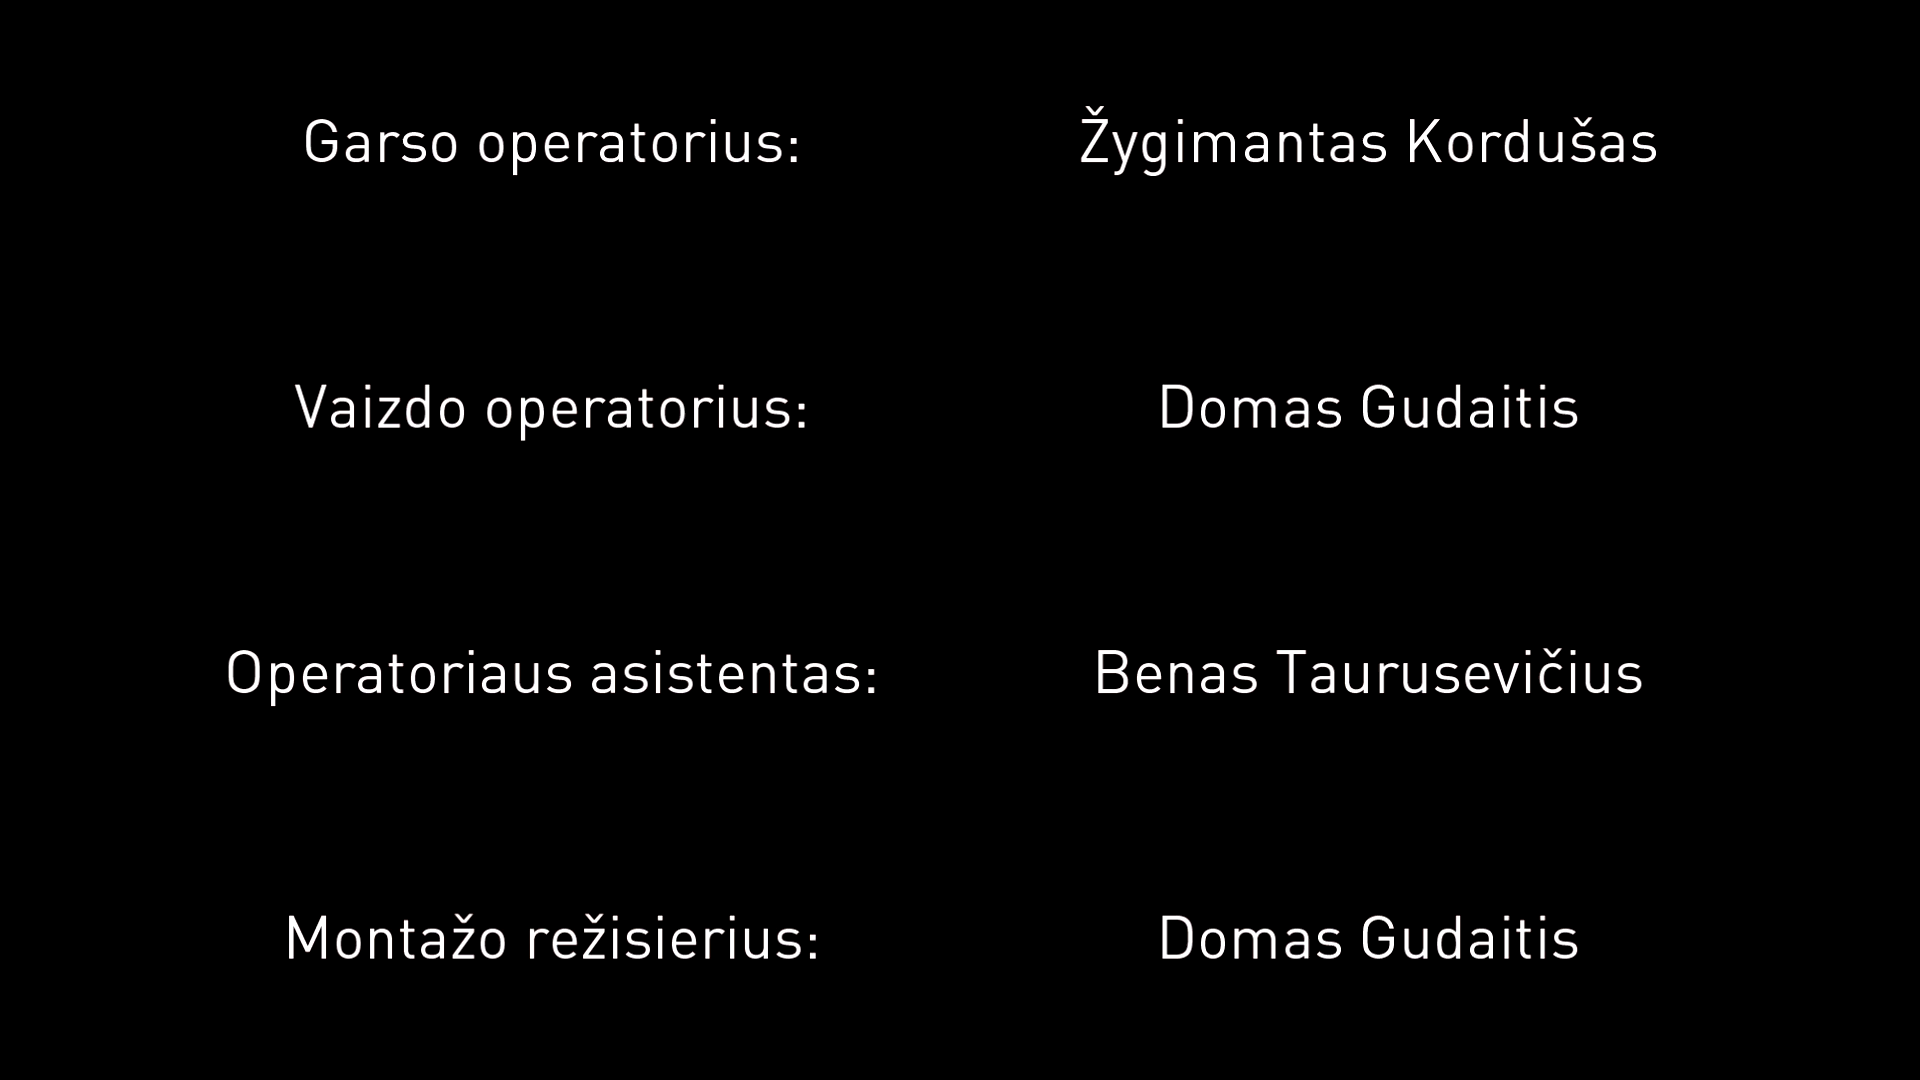 Garso operatorius: Žygimantas Kordušas
Vaizdo operatorius: Domas Gudaitis
Operatoriaus asistentas: Benas Taurusevičius
Montažo režisierius: Domas Gudaitis